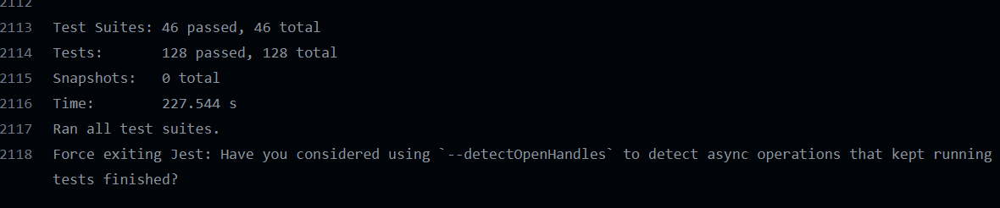 2112
2113 Test Suites: 46 passed, 46 total
2114 Tests: 128 passed, 128 total
2115 Snapshots: 0 total
2116 Time: 227.544 s
2117 Ran all test suites.
2118 Force exiting Jest: Have you considered using `--detectOpenHandles` to detect async operations that kept running
tests finished?